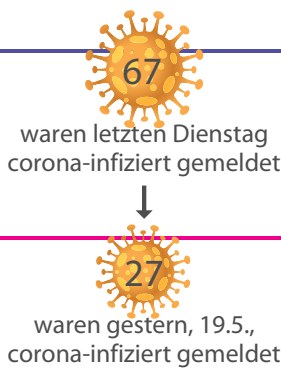 67
waren letzten Dienstag
corona-infiziert gemeldet
27
waren gestern, 19.5.,
corona-infiziert gemeldet